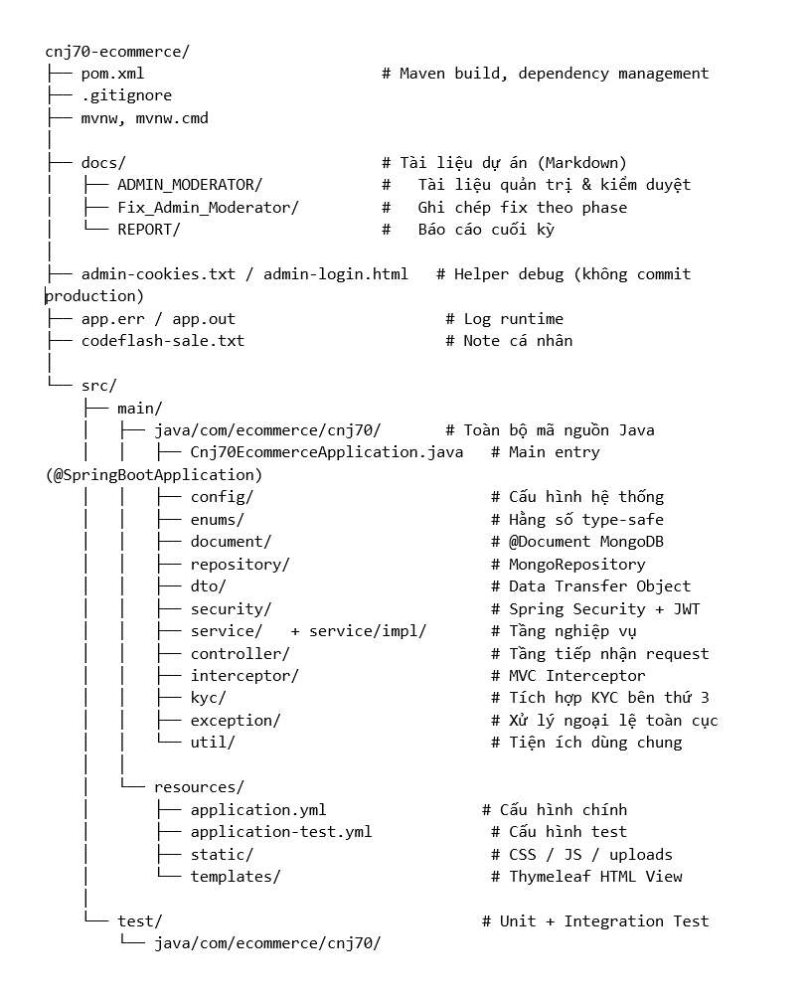 cnj70-ecommerce/
├── pom.xml                          # Maven build, dependency management
├── .gitignore
├── mvnw, mvnw.cmd
│
├── docs/                            # Tài liệu dự án (Markdown)
│   ├── ADMIN_MODERATOR/             #   Tài liệu quản trị & kiểm duyệt
│   ├── Fix_Admin_Moderator/         #   Ghi chép fix theo phase
│   └── REPORT/                      #   Báo cáo cuối kỳ
│
├── admin-cookies.txt / admin-login.html   # Helper debug (không commit
production)
├── app.err / app.out                       # Log runtime
├── codeflash-sale.txt                      # Note cá nhân
│
└── src/
    ├── main/
    │   ├── java/com/ecommerce/cnj70/       # Toàn bộ mã nguồn Java
    │   │   ├── Cnj70EcommerceApplication.java   # Main entry
(@SpringBootApplication)
    │   │   ├── config/                          # Cấu hình hệ thống
    │   │   ├── enums/                           # Hằng số type-safe
    │   │   ├── document/                        # @Document MongoDB
    │   │   ├── repository/                      # MongoRepository
    │   │   ├── dto/                             # Data Transfer Object
    │   │   ├── security/                        # Spring Security + JWT
    │   │   ├── service/   + service/impl/       # Tầng nghiệp vụ
    │   │   ├── controller/                      # Tầng tiếp nhận request
    │   │   ├── interceptor/                     # MVC Interceptor
    │   │   ├── kyc/                             # Tích hợp KYC bên thứ 3
    │   │   ├── exception/                       # Xử lý ngoại lệ toàn cục
    │   │   └── util/                            # Tiện ích dùng chung
    │   │
    │   └── resources/
    │       ├── application.yml                 # Cấu hình chính
    │       ├── application-test.yml             # Cấu hình test
    │       ├── static/                          # CSS / JS / uploads
    │       └── templates/                       # Thymeleaf HTML View
    │
    └── test/                                   # Unit + Integration Test
        └── java/com/ecommerce/cnj70/